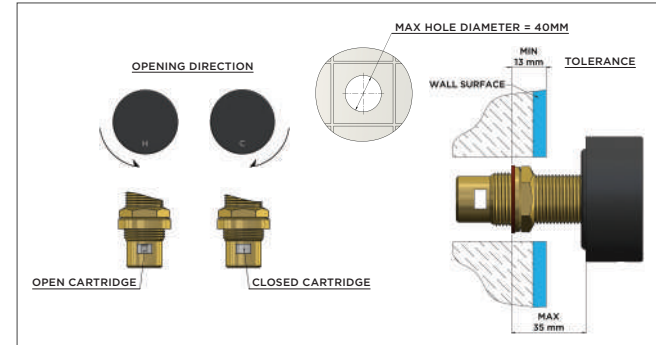 MAX HOLE DIAMETER = 40MM
OPENING DIRECTION
MIN
13 mm
TOLERANCE
WALL SURFACE
H
C
OPEN CARTRIDGE
CLOSED CARTRIDGE
MAX
35 mm